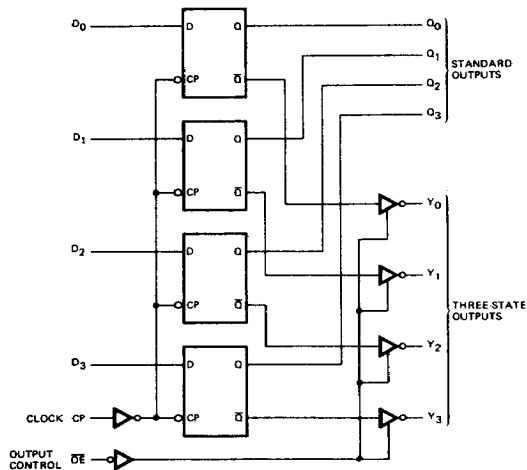 D0 D Q Q0
Q1
STANDARD
OUTPUTS
CP Q̅ Q2
Q3
D1 D Q
CP Q̅ Y0
D2 D Q Y1
THREE-STATE
OUTPUTS
CP Q̅ Y2
D3 D Q
CLOCK CP CP Q̅ Y3
OUTPUT
CONTROL O̅E̅